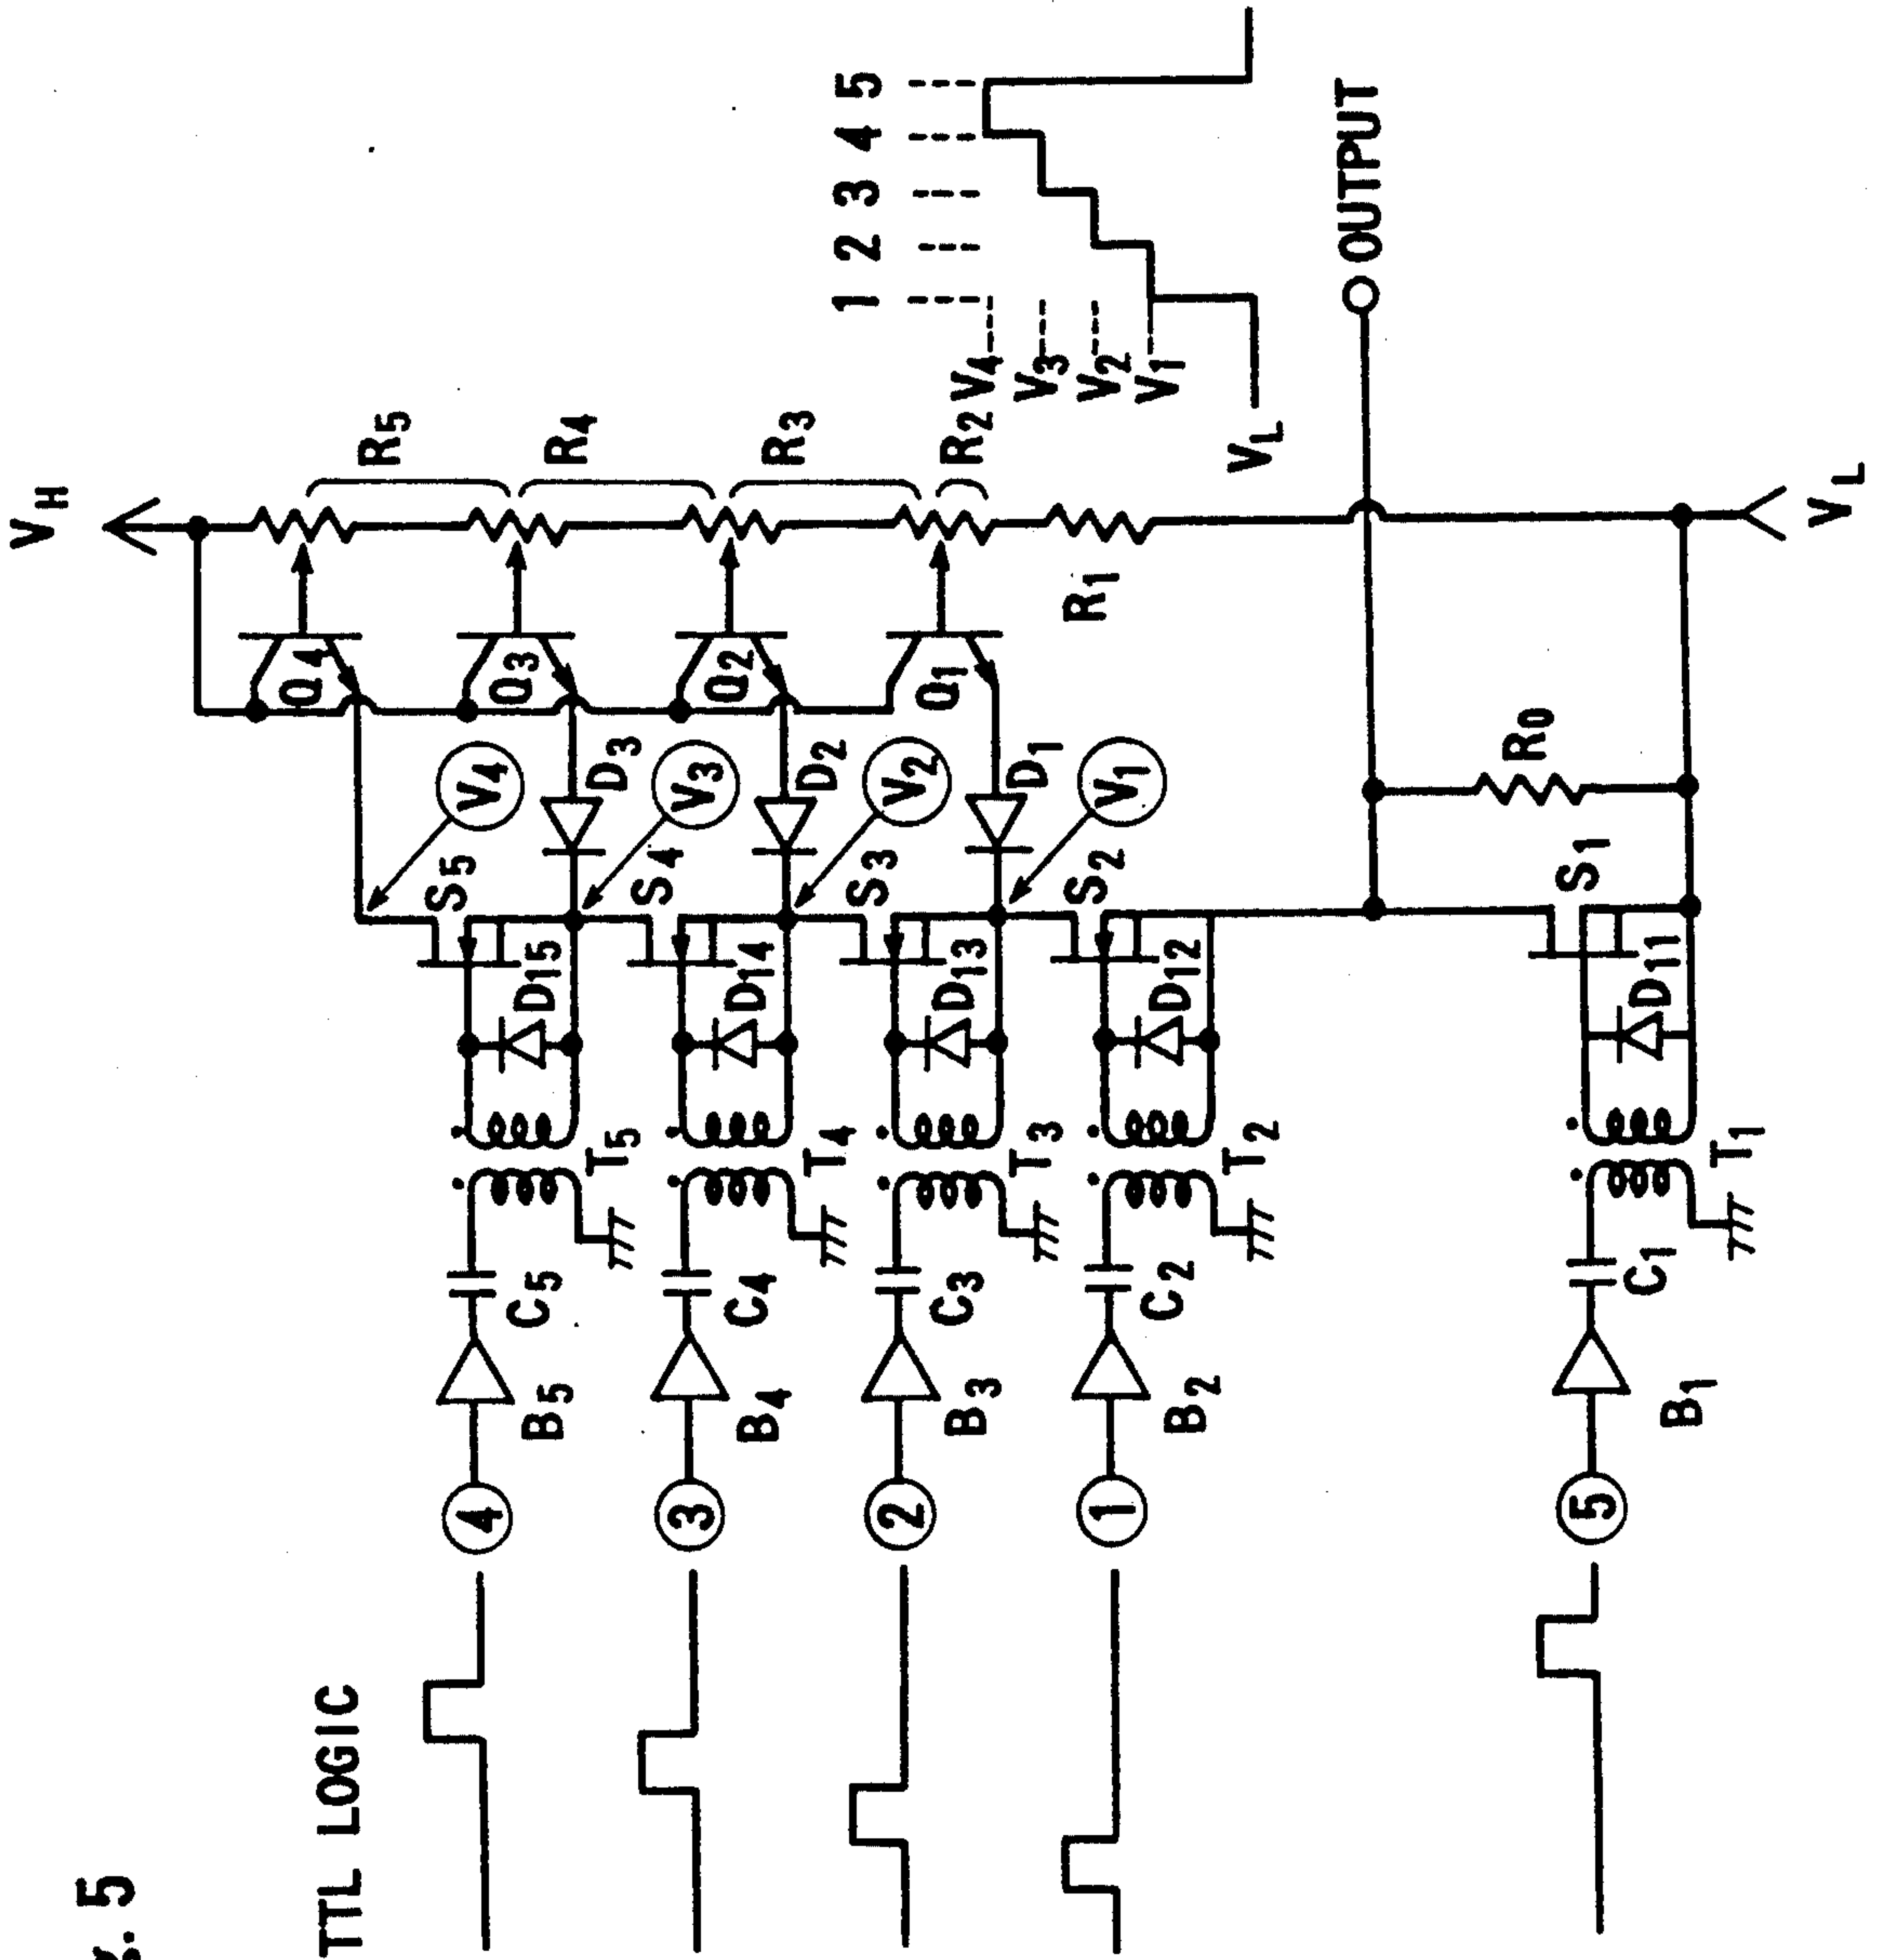 g. 5
TTL LOGIC
4
3
2
1
5
B5
B4
B3
B2
B1
C5
C4
C3
C2
C1
T5
T4
T3
T2
T1
D15
D14
D13
D12
D11
S5
S4
S3
S2
S1
V4
V3
V2
V1
D3
D2
D1
R0
Q4
Q3
Q2
Q1
R1
VH
VL
R5
R4
R3
R2
OUTPUT
1 2 3 4 5
V4
V3
V2
V1
VL